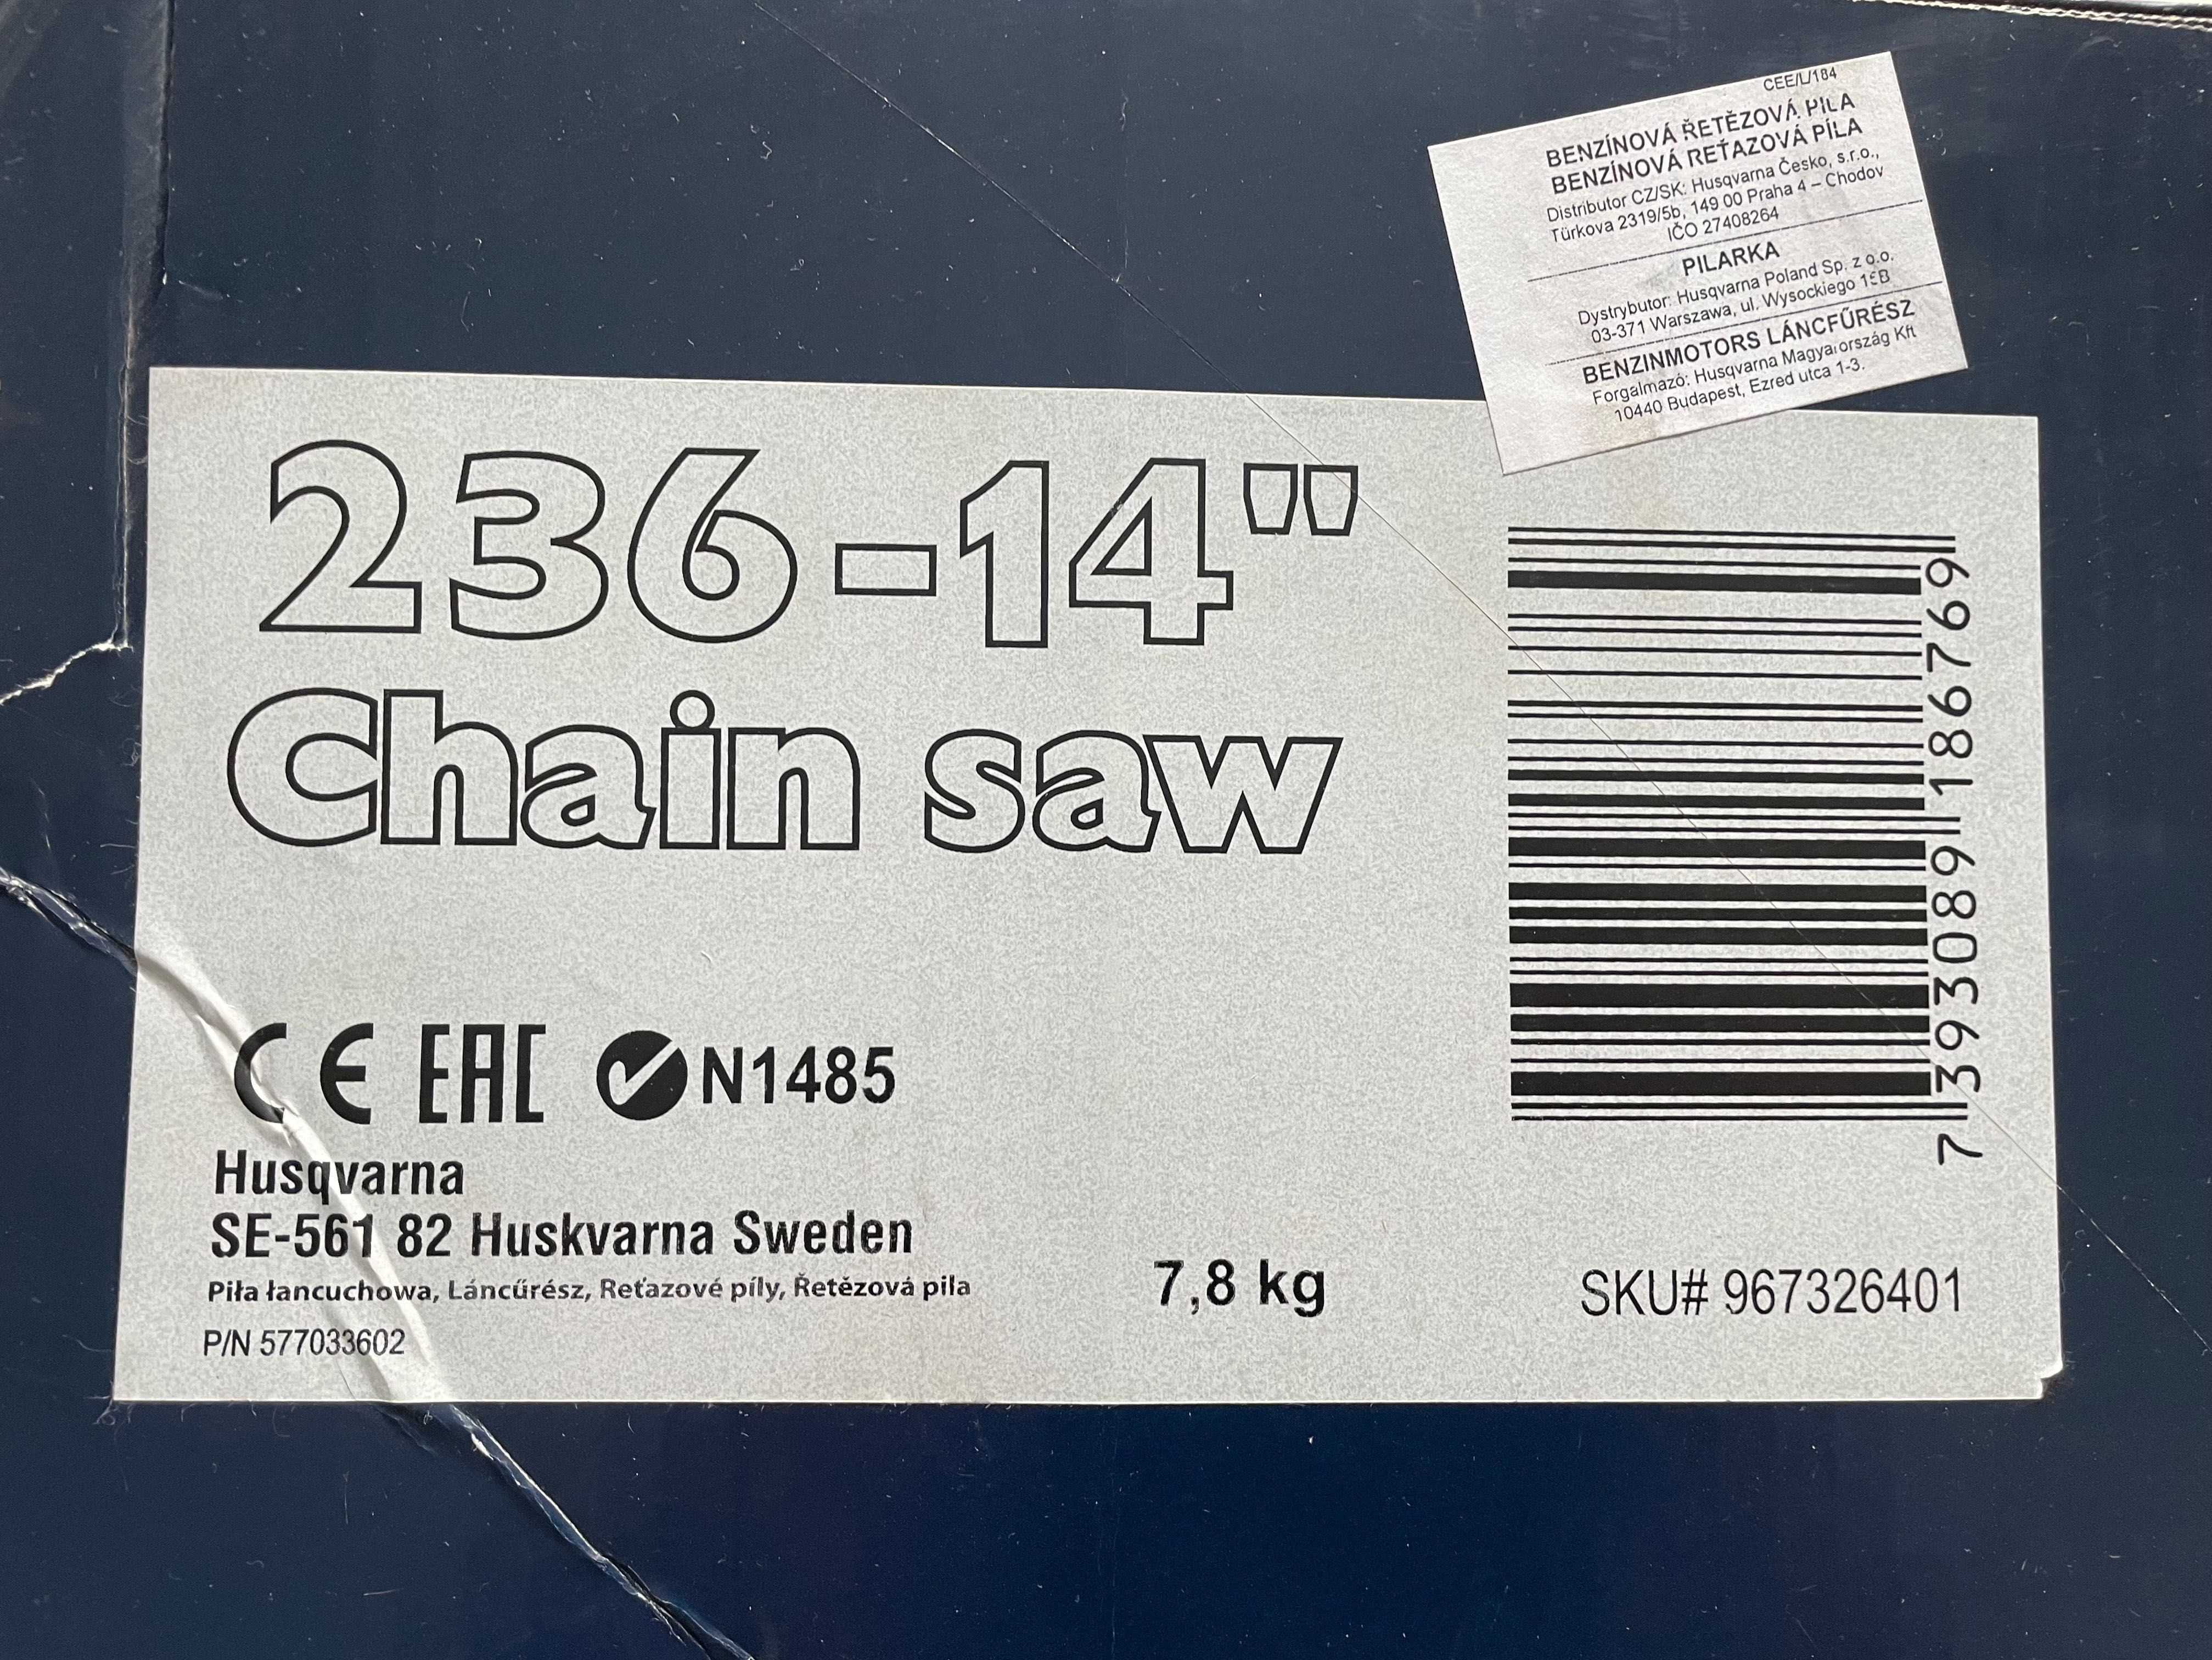 CEE/L/184
BENZÍNOVÁ ŘETĚZOVÁ PILA
BENZÍNOVÁ REŤAZOVÁ PÍLA
Distributor CZ/SK: Husqvarna Česko, s.r.o.,
Türkova 2319/5b, 149 00 Praha 4 – Chodov
IČO 27408264
PILARKA
Dystrybutor: Husqvarna Poland Sp. z o.o.
03-371 Warszawa, ul. Wysockiego
BENZINMOTORS LÁNCFŰRÉSZ
Forgalmazó: Husqvarna Magyarország Kft
10440 Budapest, Ezred utca 1-3.
236-14"
Chain saw
7 393089 186769
CE EAC N1485
Husqvarna
SE-561 82 Huskvarna Sweden
Piła łancuchowa, Láncűrész, Reťazové píly, Řetězová pila
P/N 577033602
7,8 kg
SKU# 967326401